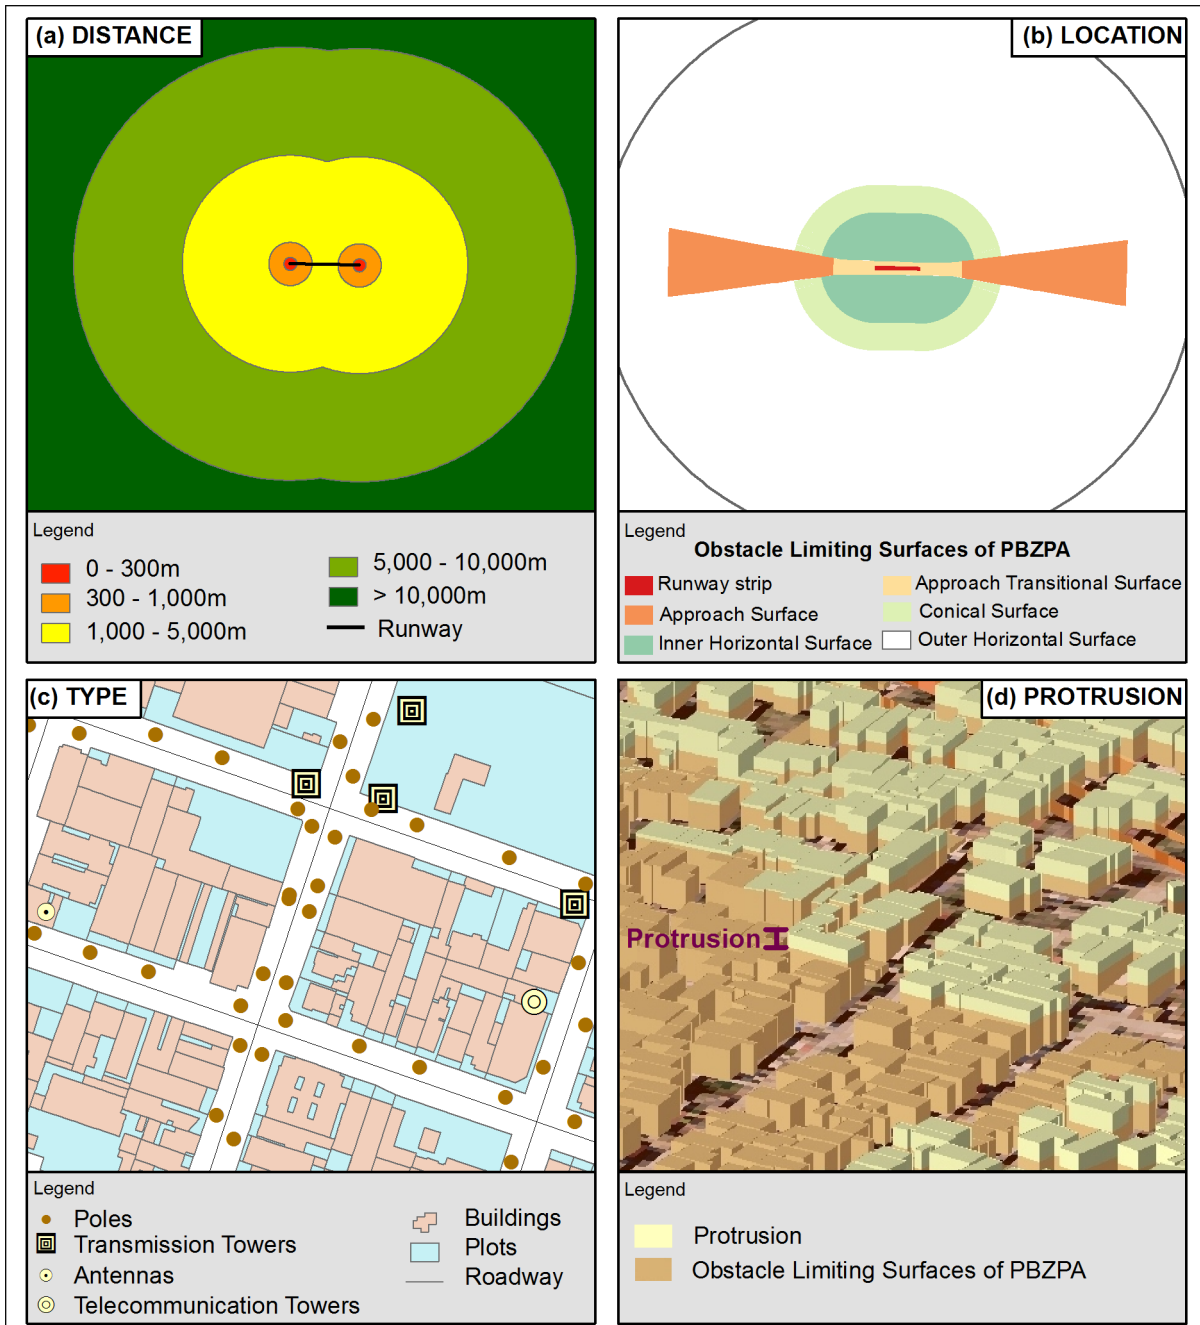 (a) DISTANCE
Legend
0 - 300m
300 - 1,000m
1,000 - 5,000m
5,000 - 10,000m
> 10,000m
Runway
(b) LOCATION
Legend
Obstacle Limiting Surfaces of PBZPA
Runway strip
Approach Surface
Inner Horizontal Surface
Approach Transitional Surface
Conical Surface
Outer Horizontal Surface
(c) TYPE
Legend
Poles
Transmission Towers
Antennas
Telecommunication Towers
Buildings
Plots
Roadway
(d) PROTRUSION
Protrusion
Legend
Protrusion
Obstacle Limiting Surfaces of PBZPA